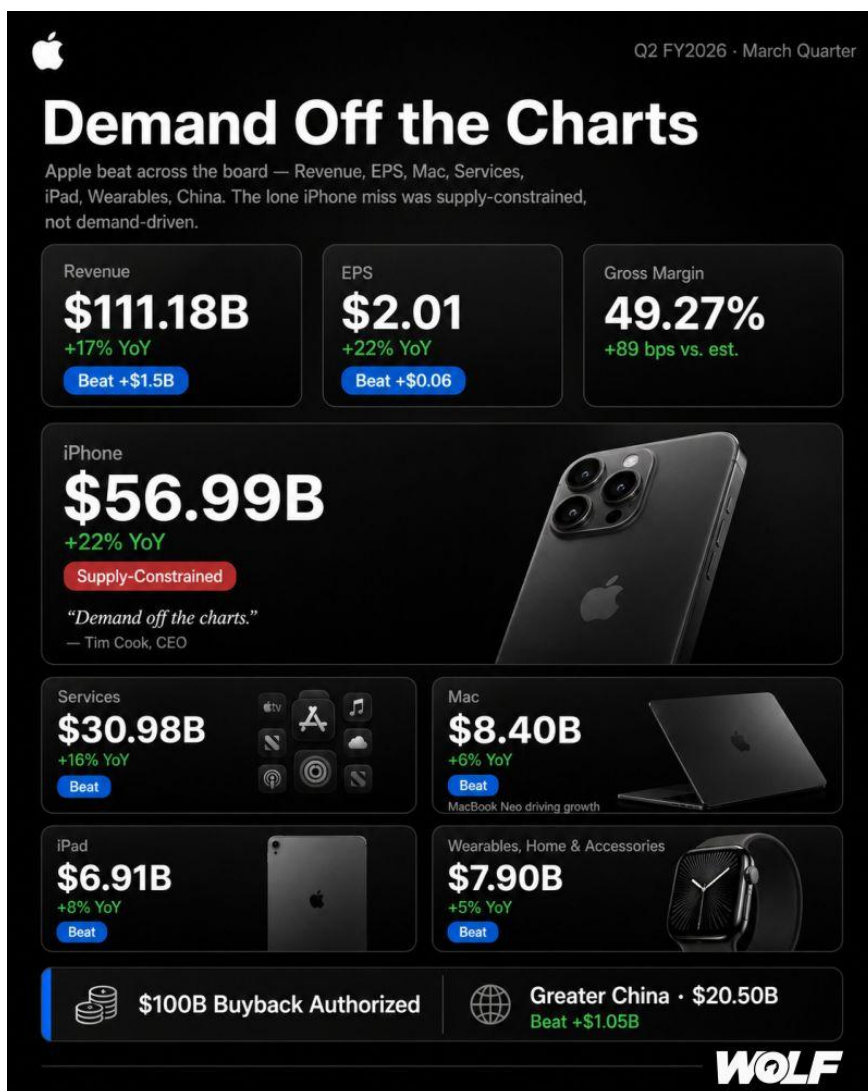 Q2 FY2026 · March Quarter
Demand Off the Charts
Apple beat across the board — Revenue, EPS, Mac, Services,
iPad, Wearables, China. The lone iPhone miss was supply-constrained,
not demand-driven.
Revenue
$111.18B
+17% YoY
Beat +$1.5B
EPS
$2.01
+22% YoY
Beat +$0.06
Gross Margin
49.27%
+89 bps vs. est.
iPhone
$56.99B
+22% YoY
Supply-Constrained
“Demand off the charts.”
— Tim Cook, CEO
Services
$30.98B
+16% YoY
Beat
tv
Mac
$8.40B
+6% YoY
Beat
MacBook Neo driving growth
iPad
$6.91B
+8% YoY
Beat
Wearables, Home & Accessories
$7.90B
+5% YoY
Beat
$100B Buyback Authorized
Greater China · $20.50B
Beat +$1.05B
WOLF